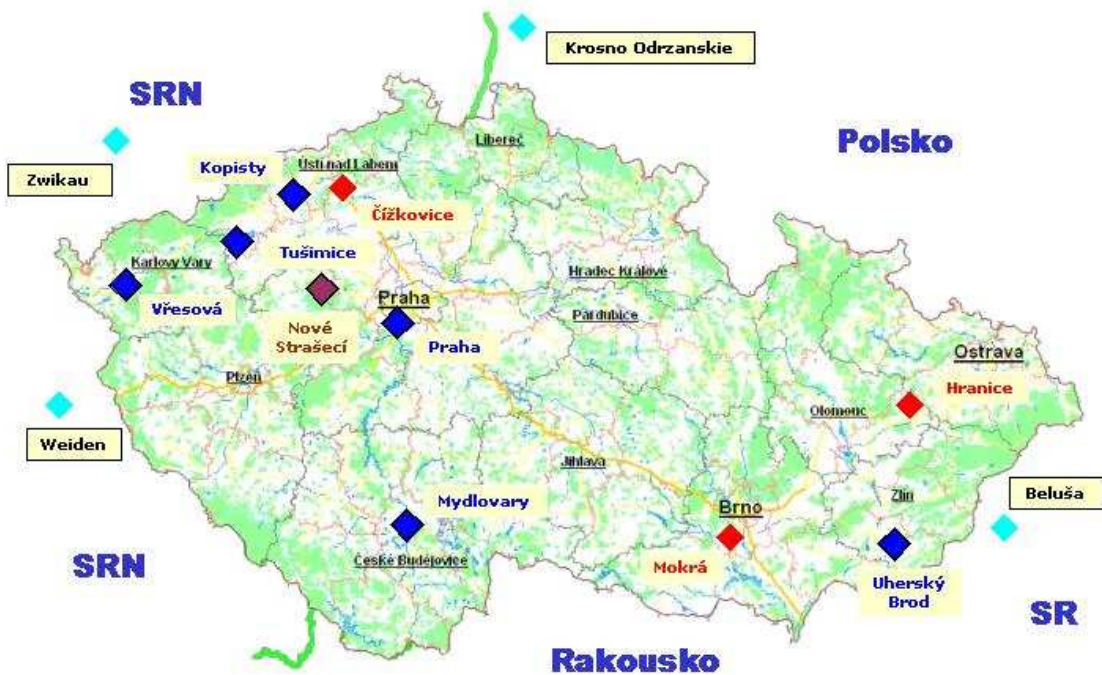 Krosno Odrzanskie
SRN
Polsko
Zwikau
Kopisty
Ústí nad Labem
Liberec
Čížkovice
Tušimice
Karlovy Vary
Hradec Králové
Vřesová
Praha
Pardubice
Nové
Strašecí
Praha
Ostrava
Plzeň
Hranice
Olomouc
Weiden
Jihlava
Mydlovary
Brno
Zlín
Beluša
SRN
České Budějovice
Mokrá
Uherský
Brod
SR
Rakousko